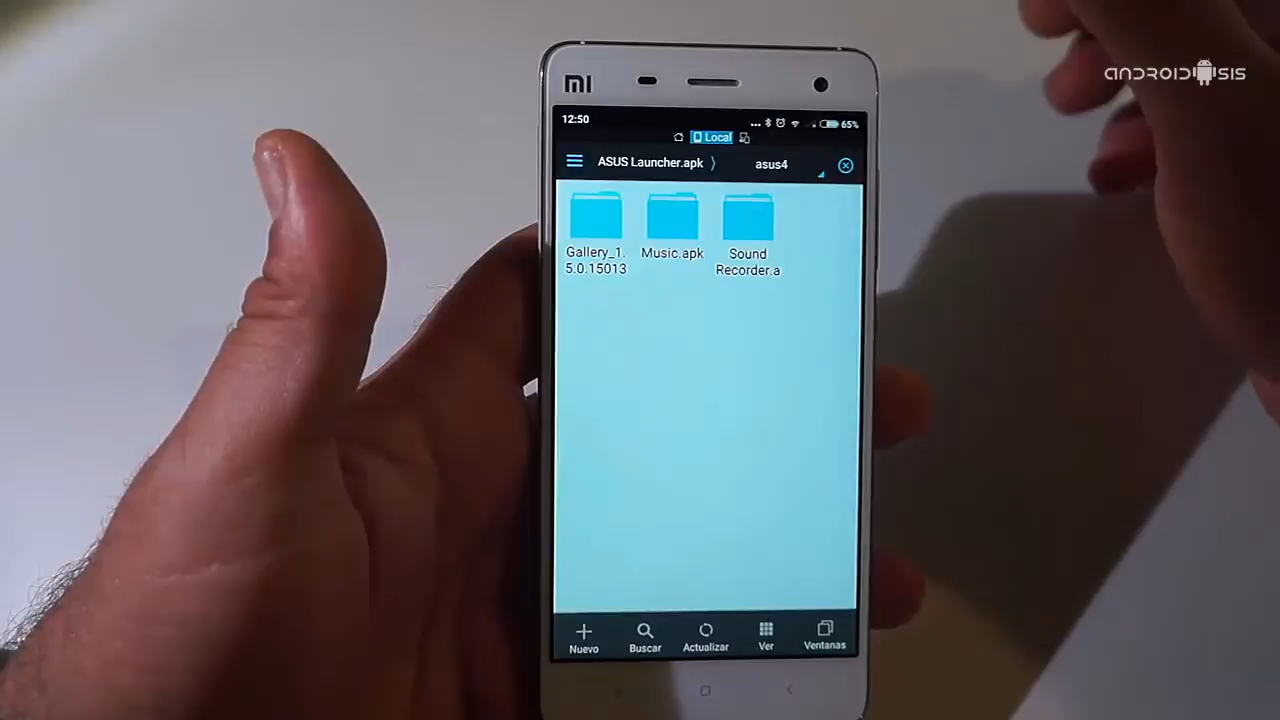 ANDROIDSIS
MI
12:50
65%
Local
ASUS Launcher.apk
asus4
Gallery_1.
5.0.15013
Music.apk
Sound
Recorder.a
Nuevo
Buscar
Actualizar
Ver
Ventanas